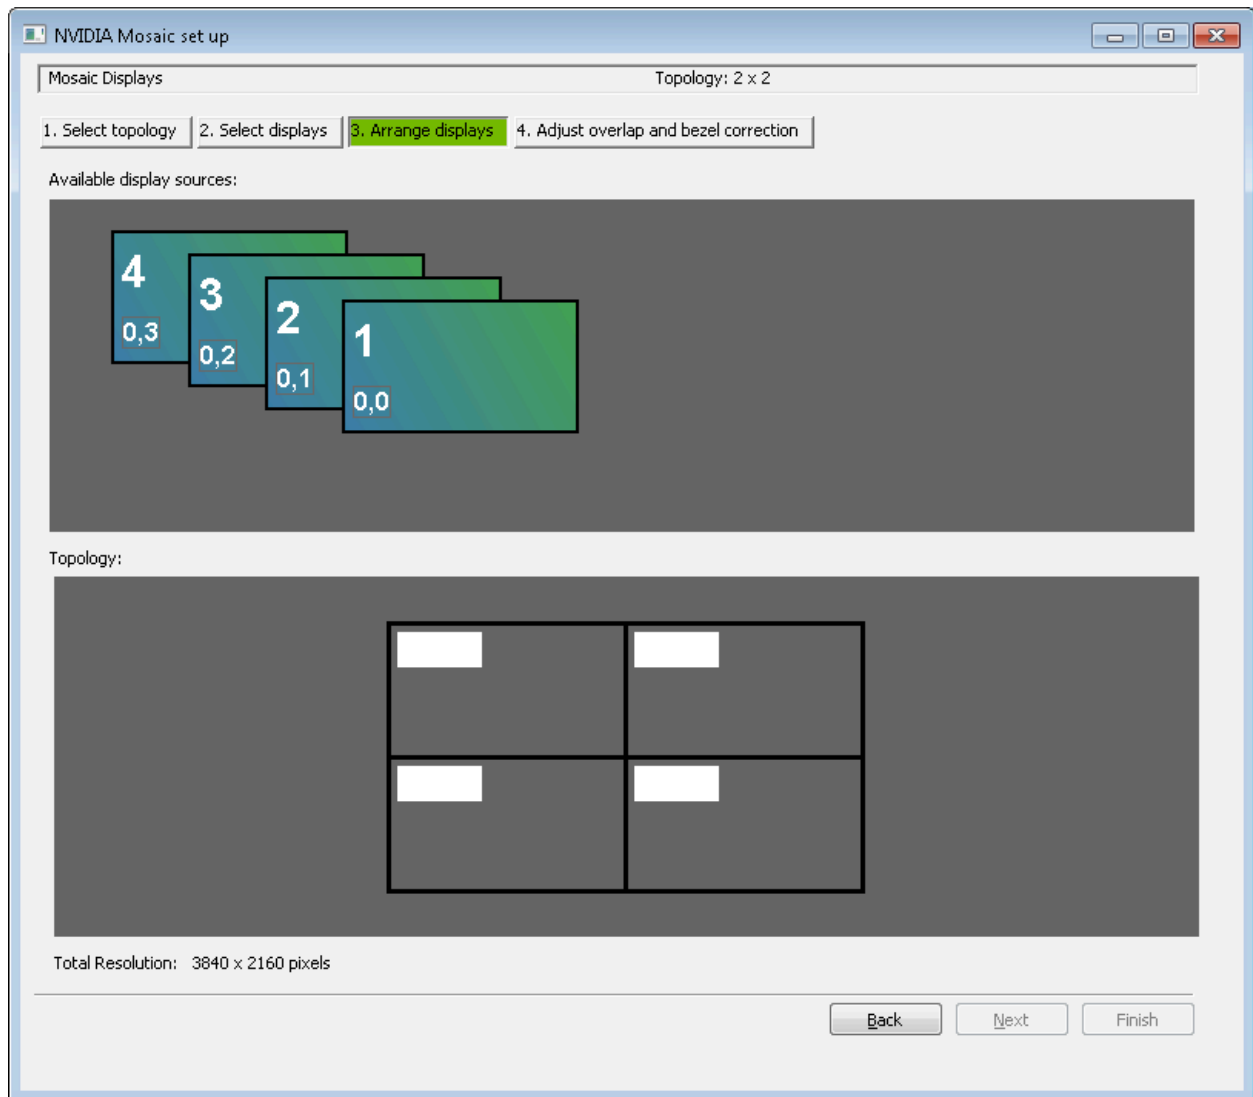 NVIDIA Mosaic set up
Mosaic Displays Topology: 2 x 2
1. Select topology 2. Select displays 3. Arrange displays 4. Adjust overlap and bezel correction
Available display sources:
4
0,3
3
0,2
2
0,1
1
0,0
Topology:
Total Resolution: 3840 x 2160 pixels
Back Next Finish